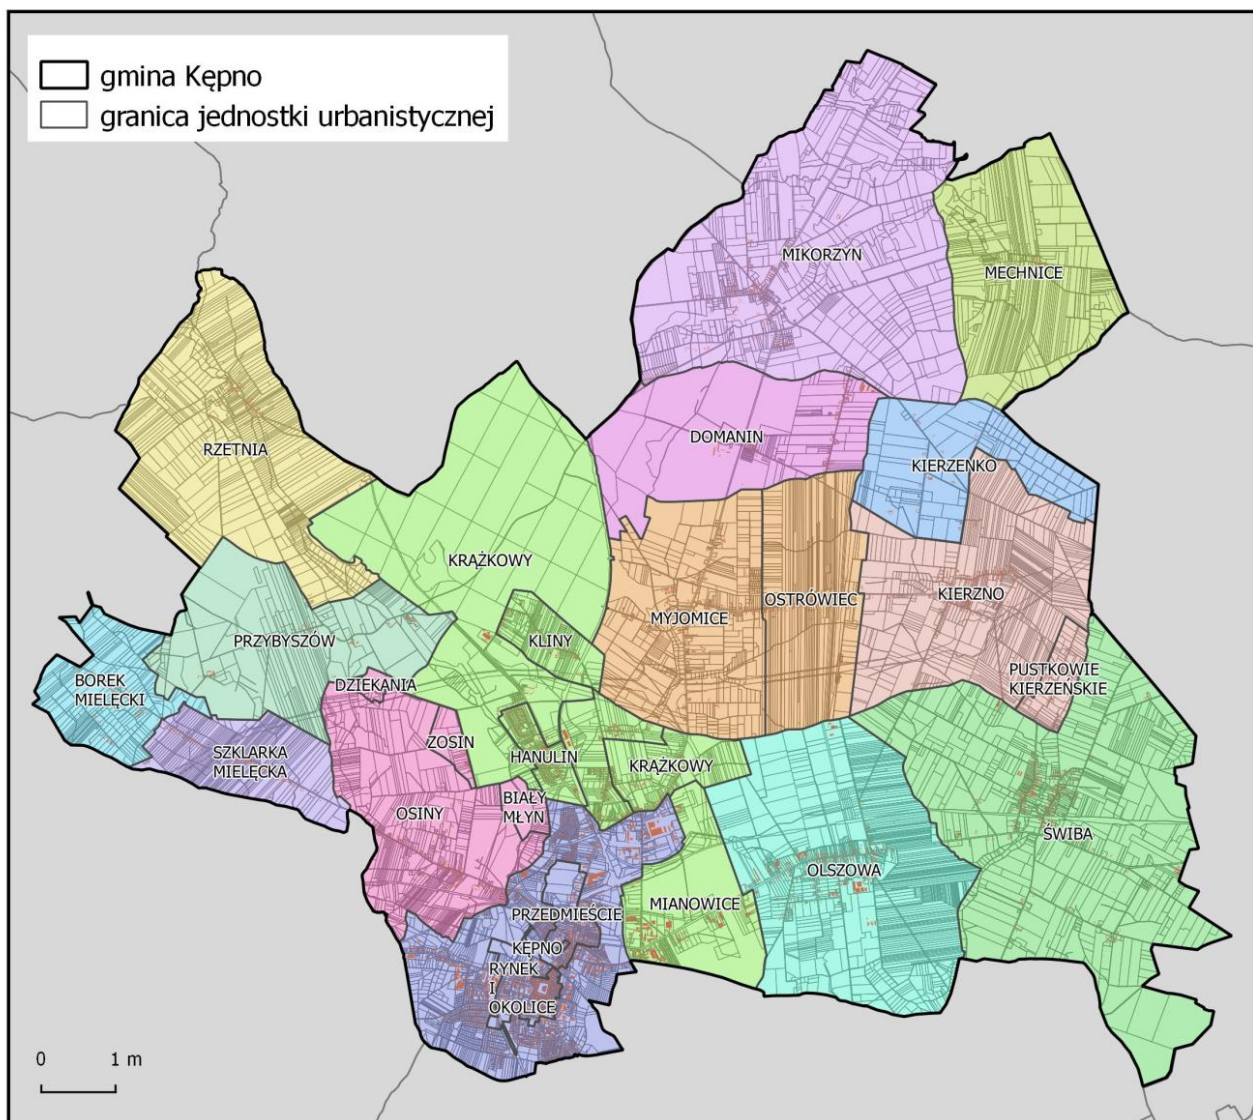 gmina Kępno
granica jednostki urbanistycznej
MIKORZYN
MECHNICE
DOMANIN
RZETNIA
KIERZENKO
KRĄŻKOWY
KIERZNO
OSTRÓWIEC
MYJOMICE
PRZYBYSZÓW
KLINY
PUSTKOWIE
KIERZEŃSKIE
BOREK
MIELĘCKI
DZIEKANIA
ZOSIN
SZKLARKA
MIELĘCKA
HANULIN
KRĄŻKOWY
BIAŁY
MŁYN
OSINY
ŚWIBA
OLSZOWA
MIANOWICE
PRZEDMIEŚCIE
KĘPNO
RYNEK
I
OKOLICE
0 1 m